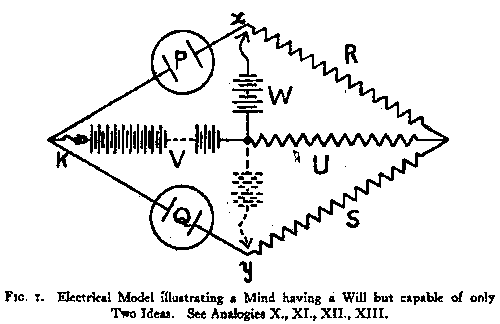 x
R
P
W
K
V
U
Q
S
y
Fig. 1. Electrical Model illustrating a Mind having a Will but capable of only
Two Ideas. See Analogies X., XI., XII., XIII.